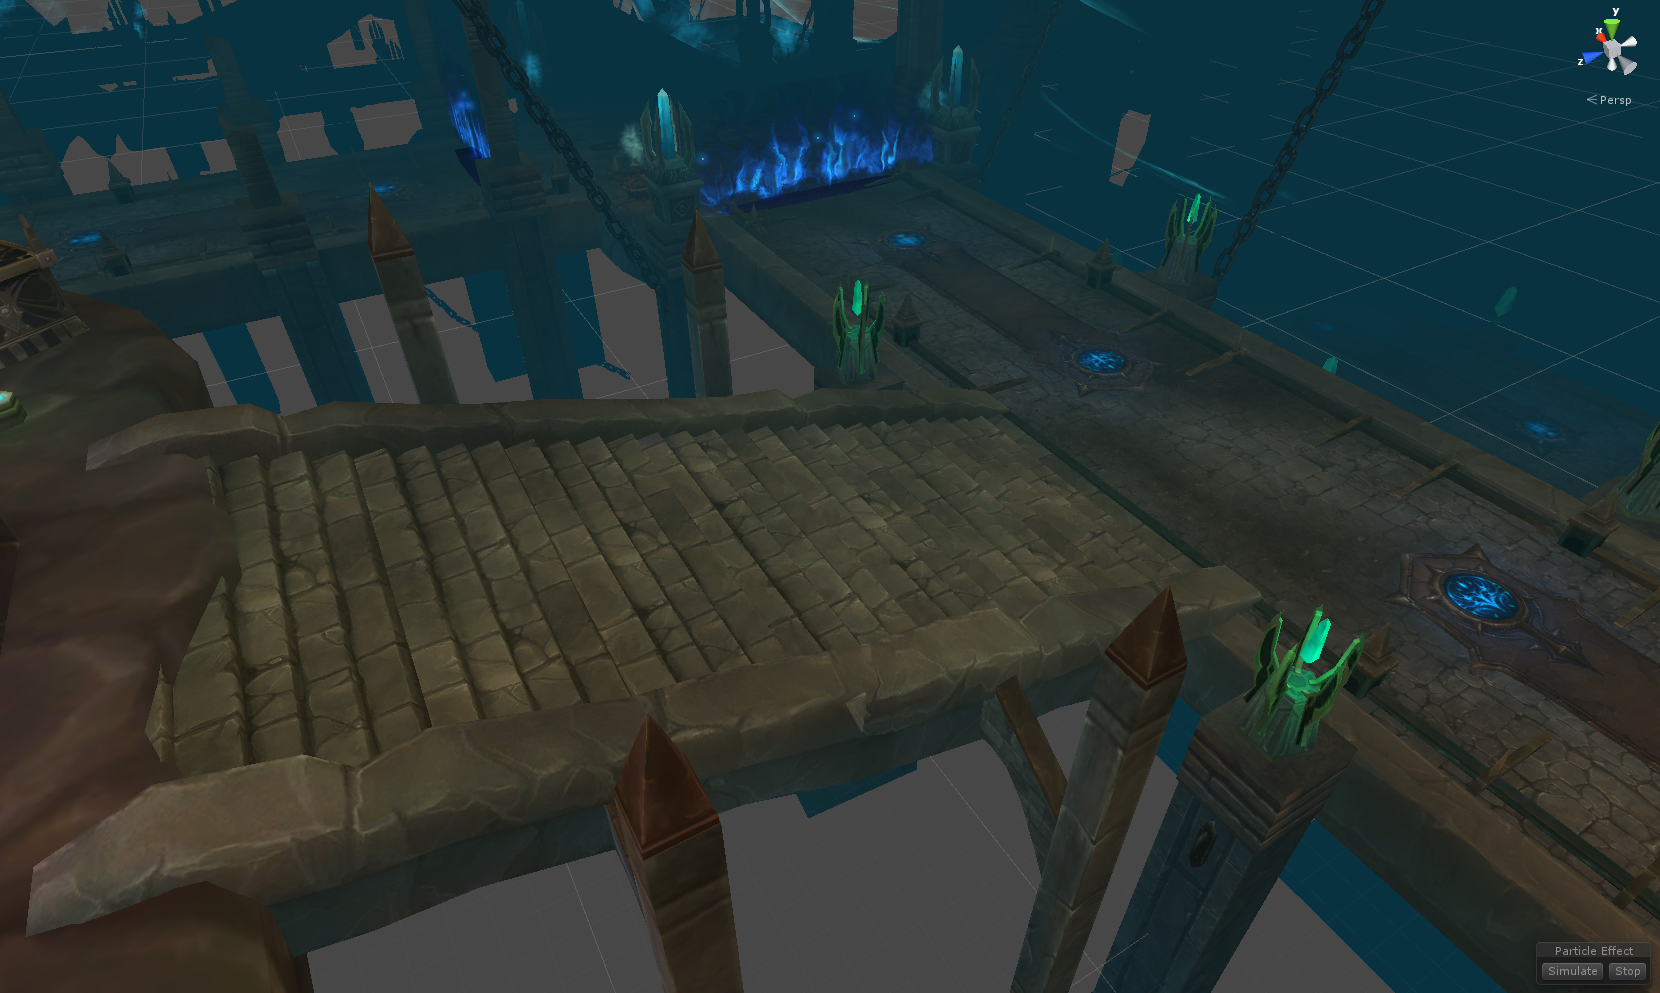 y
x
z
Persp
Particle Effect
Simulate Stop